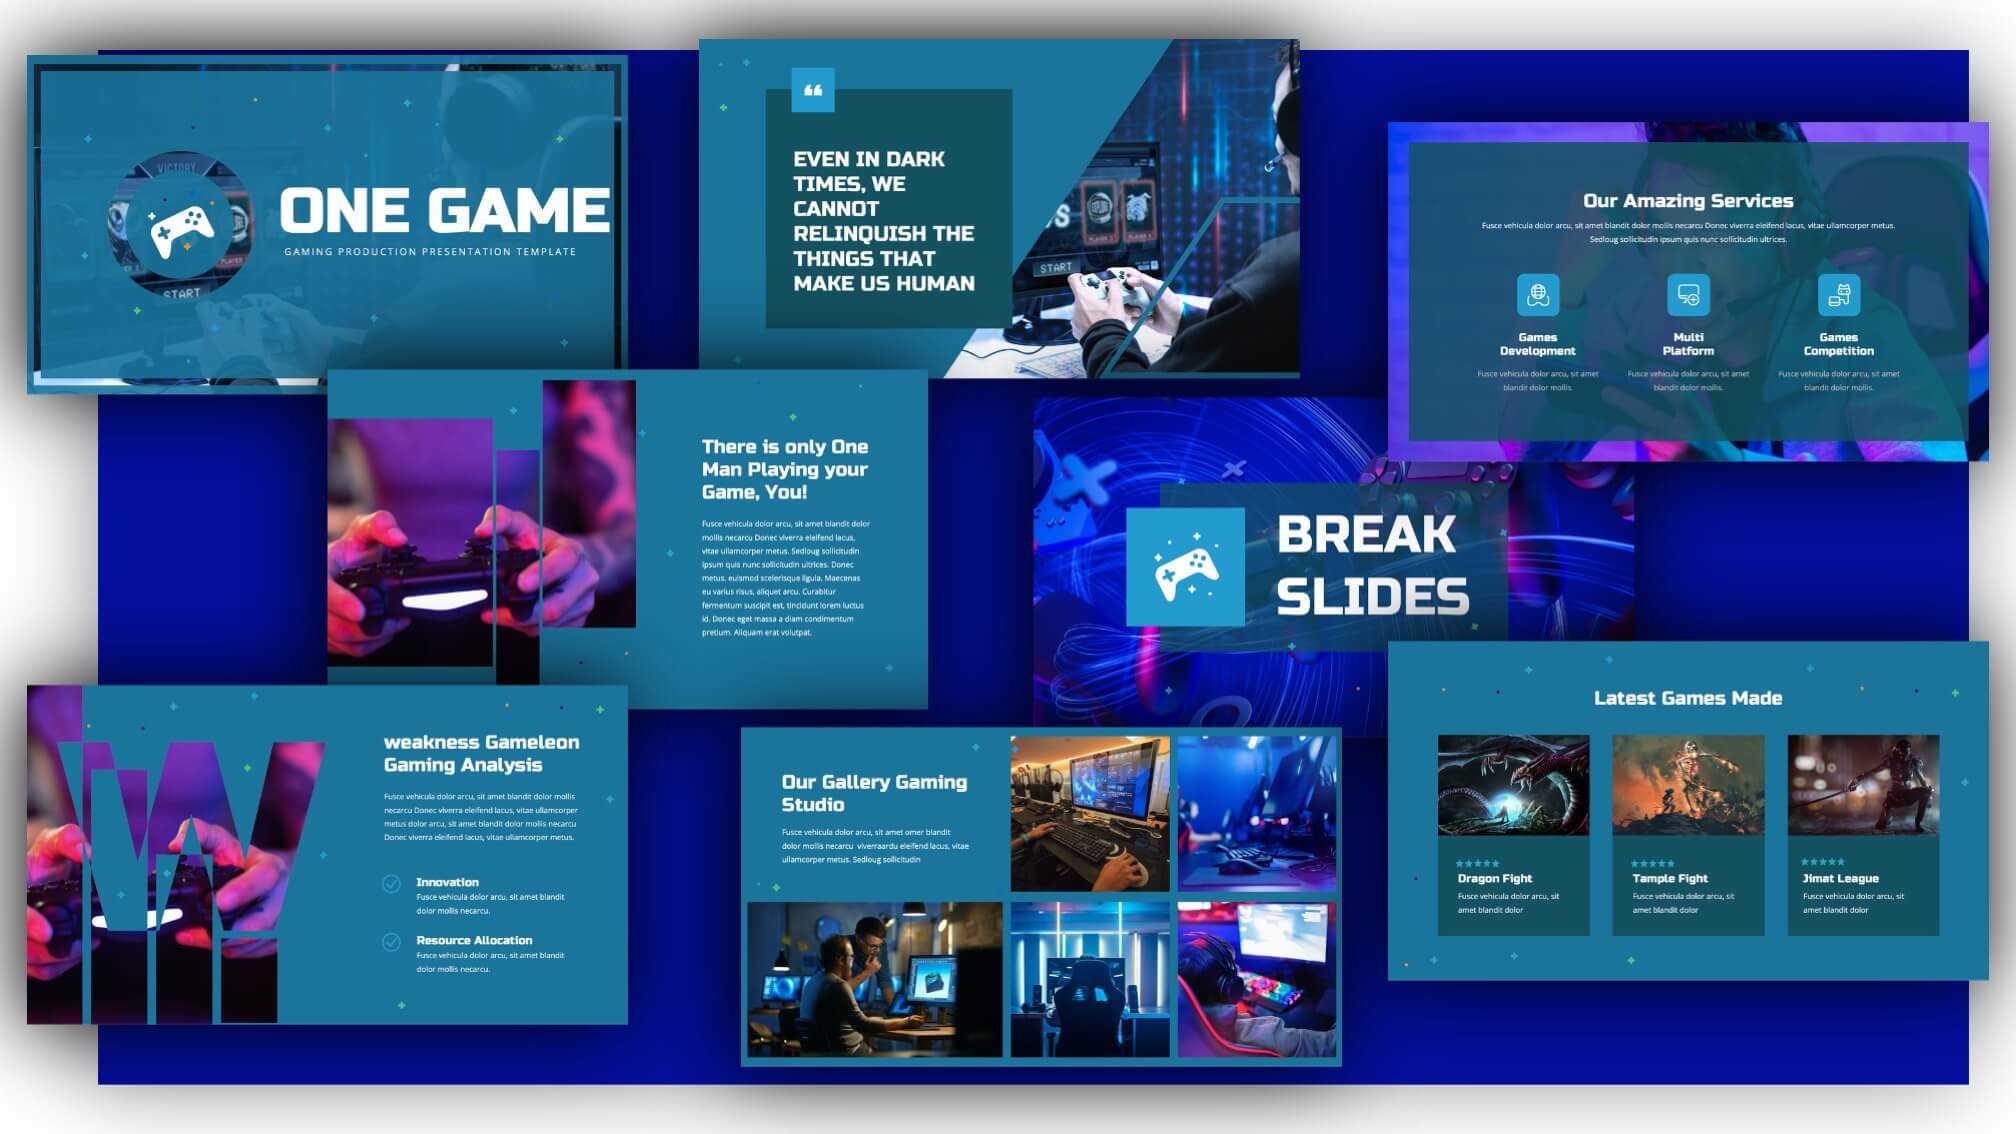 VICTORY
START
ONE GAME
GAMING PRODUCTION PRESENTATION TEMPLATE
EVEN IN DARK
TIMES, WE
CANNOT
RELINQUISH THE
THINGS THAT
MAKE US HUMAN
START
Our Amazing Services
Fusce vehicula dolor arcu, sit amet blandit dolor mollis necarcu Donec viverra eleifend lacus, vitae ullamcorper metus.
Sedloug sollicitudin ipsum quis nunc sollicitudin ultrices.
Games
Development
Fusce vehicula dolor arcu, sit amet
blandit dolor mollis.
Multi
Platform
Fusce vehicula dolor arcu, sit amet
blandit dolor mollis.
Games
Competition
Fusce vehicula dolor arcu, sit amet
blandit dolor mollis.
There is only One
Man Playing your
Game, You!
Fusce vehicula dolor arcu, sit amet blandit dolor
mollis necarcu Donec viverra eleifend lacus,
vitae ullamcorper metus. Sedloug sollicitudin
ipsum quis nunc sollicitudin ultrices. Donec
metus, euismod scelerisque ligula. Maecenas
eu varius risus, aliquet arcu. Curabitur
fermentum suscipit est, tincidunt lorem luctus
id. Donec eget massa a diam condimentum
pretium. Aliquam erat volutpat.
BREAK
SLIDES
W
weakness Gameleon
Gaming Analysis
Fusce vehicula dolor arcu, sit amet blandit dolor mollis
necarcu Donec viverra eleifend lacus, vitae ullamcorper
metus dolor arcu, sit amet blandit dolor mollis necarcu
Donec viverra eleifend lacus, vitae ullamcorper metus.
Innovation
Fusce vehicula dolor arcu, sit amet blandit
dolor mollis necarcu.
Resource Allocation
Fusce vehicula dolor arcu, sit amet blandit
dolor mollis necarcu.
Our Gallery Gaming
Studio
Fusce vehicula dolor arcu, sit amet omer blandit
dolor mollis necarcu viverraardu eleifend lacus, vitae
ullamcorper metus. Sedloug sollicitudin
Latest Games Made
Dragon Fight
Fusce vehicula dolor arcu, sit
amet blandit dolor
Tample Fight
Fusce vehicula dolor arcu, sit
amet blandit dolor
Jimat League
Fusce vehicula dolor arcu, sit
amet blandit dolor